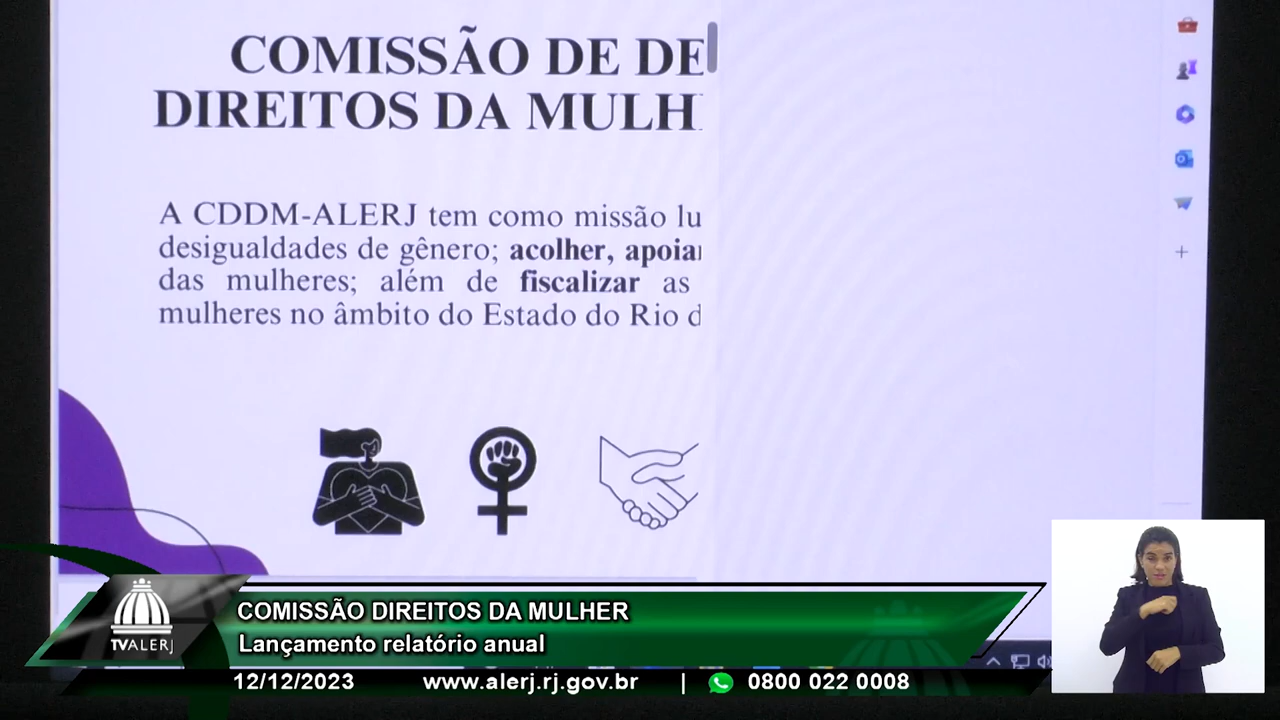 COMISSÃO DE DE
DIREITOS DA MULH
A CDDM-ALERJ tem como missão lu
desigualdades de gênero; acolher, apoiar
das mulheres; além de fiscalizar as
mulheres no âmbito do Estado do Rio d
COMISSÃO DIREITOS DA MULHER
Lançamento relatório anual
TVALERJ
12/12/2023 www.alerj.rj.gov.br | 0800 022 0008